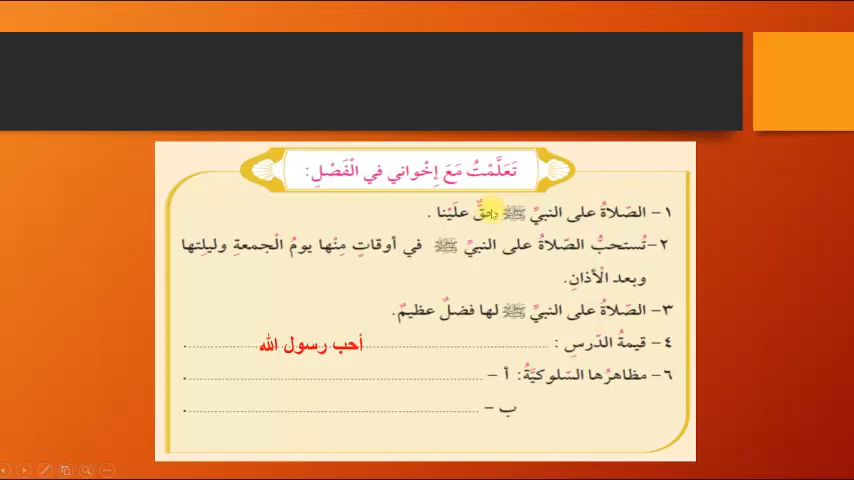 تَعَلَّمْتُ مَعَ إِخْواني في الْفَصْلِ:
١- الصّلاةُ على النبيِّ ﷺ حقٌّ علَيْنا .
٢- تُستحبُّ الصّلاةُ على النبيِّ ﷺ في أوقاتٍ مِنْها يومُ الْجمعةِ وليلتِها
وبعد الْأذانِ.
٣- الصّلاةُ على النبيِّ ﷺ لها فضلٌ عظيمٌ.
٤- قيمةُ الدّرسِ : أحب رسول الله .
٦- مظاهرُها السّلوكيَّةُ: أ - .
ب - .